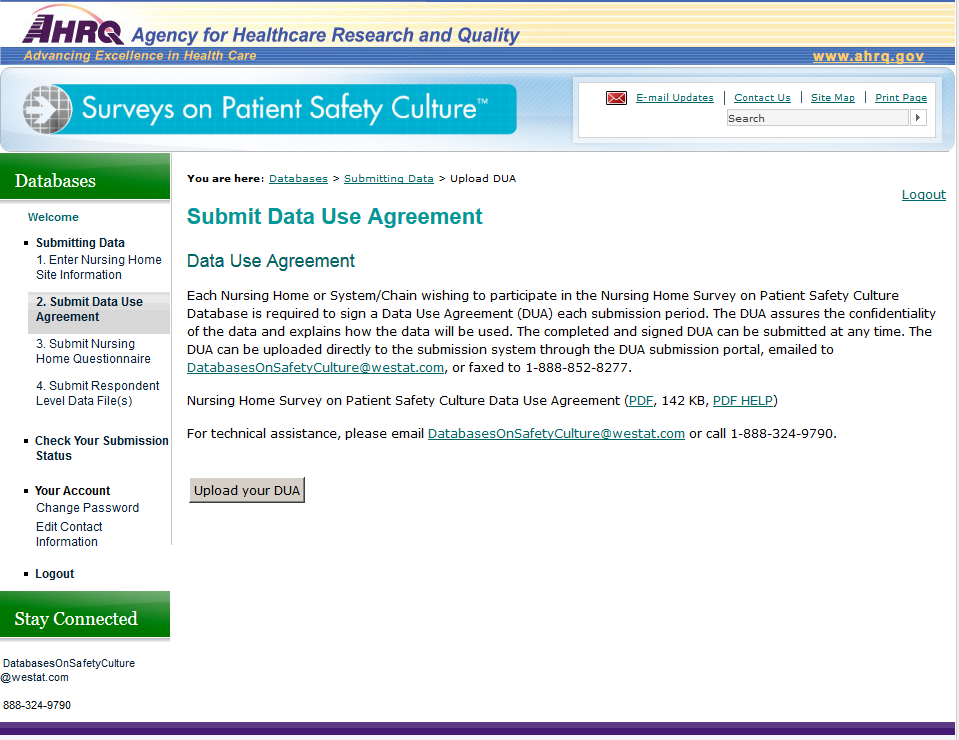 AHRQ Agency for Healthcare Research and Quality
Advancing Excellence in Health Care www.ahrq.gov
Surveys on Patient Safety Culture™
E-mail Updates | Contact Us | Site Map | Print Page
Search
Databases
Welcome
Submitting Data
1. Enter Nursing Home
Site Information
2. Submit Data Use
Agreement
3. Submit Nursing
Home Questionnaire
4. Submit Respondent
Level Data File(s)
Check Your Submission
Status
Your Account
Change Password
Edit Contact
Information
Logout
Stay Connected
DatabasesOnSafetyCulture
@westat.com
888-324-9790
You are here: Databases > Submitting Data > Upload DUA
Logout
Submit Data Use Agreement
Data Use Agreement
Each Nursing Home or System/Chain wishing to participate in the Nursing Home Survey on Patient Safety Culture
Database is required to sign a Data Use Agreement (DUA) each submission period. The DUA assures the confidentiality
of the data and explains how the data will be used. The completed and signed DUA can be submitted at any time. The
DUA can be uploaded directly to the submission system through the DUA submission portal, emailed to
DatabasesOnSafetyCulture@westat.com, or faxed to 1-888-852-8277.
Nursing Home Survey on Patient Safety Culture Data Use Agreement (PDF, 142 KB, PDF HELP)
For technical assistance, please email DatabasesOnSafetyCulture@westat.com or call 1-888-324-9790.
Upload your DUA